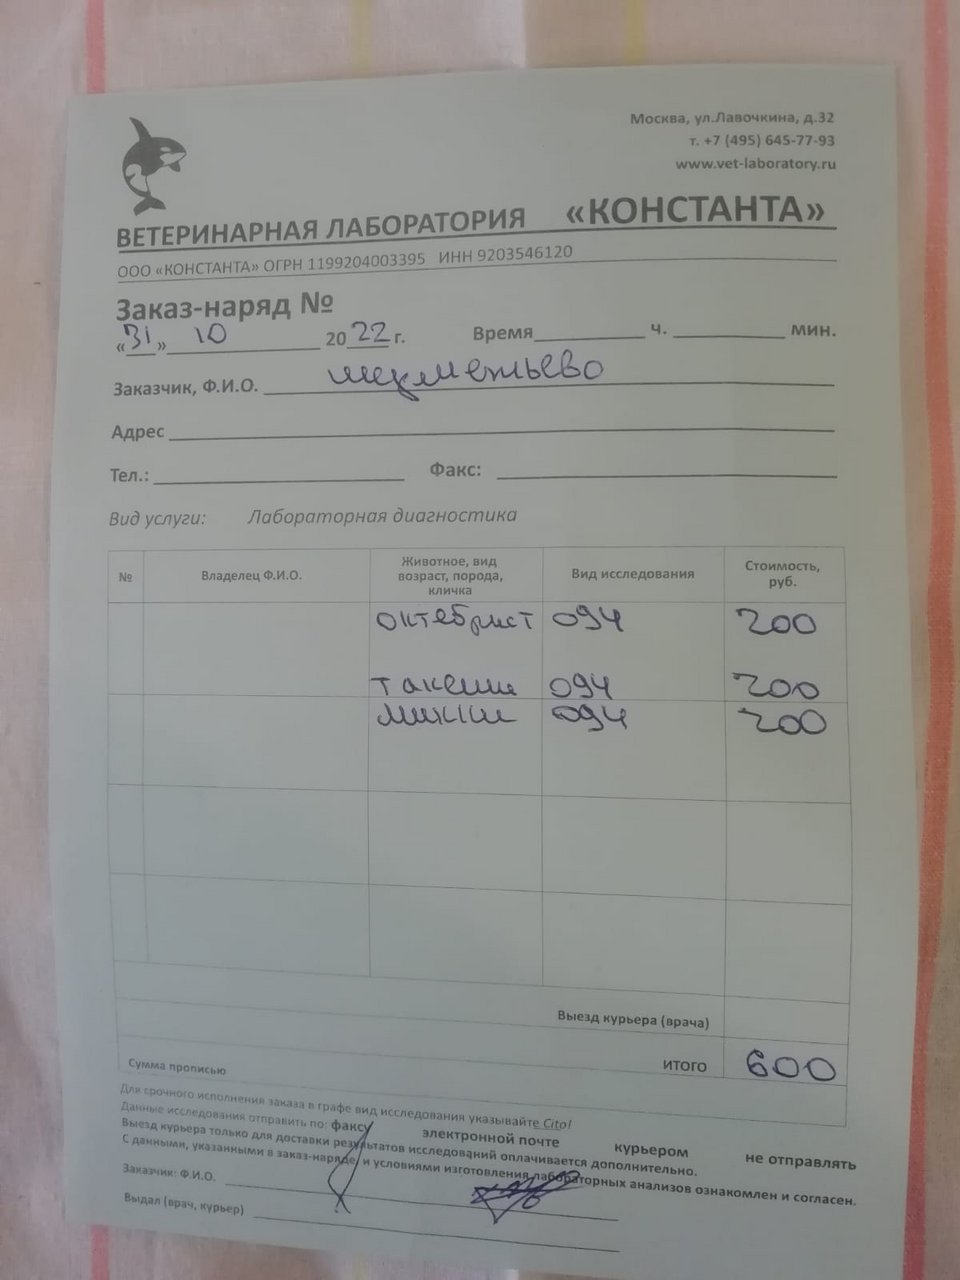 Москва, ул.Лавочкина, д.32
т. +7 (495) 645-77-93
www.vet-laboratory.ru
ВЕТЕРИНАРНАЯ ЛАБОРАТОРИЯ «КОНСТАНТА»
ООО «КОНСТАНТА» ОГРН 1199204003395 ИНН 9203546120
Заказ-наряд №
«31» 10 2022 г. Время ч. мин.
Заказчик, Ф.И.О.
Адрес
Тел.: Факс:
Вид услуги: Лабораторная диагностика
№ Владелец Ф.И.О. Животное, вид возраст, порода, кличка Вид исследования Стоимость, руб.
октебрист 094 200
такеши 094 200
микки 094 200
Выезд курьера (врача)
ИТОГО 600
Сумма прописью
Для срочного исполнения заказа в графе вид исследования указывайте Cito!
Данные исследования отправить по: факсу электронной почте курьером не отправлять
Выезд курьера только для доставки результатов исследований оплачивается дополнительно.
С данными, указанными в заказ-наряде, и условиями изготовления лабораторных анализов ознакомлен и согласен.
Заказчик: Ф.И.О.
Выдал (врач, курьер)